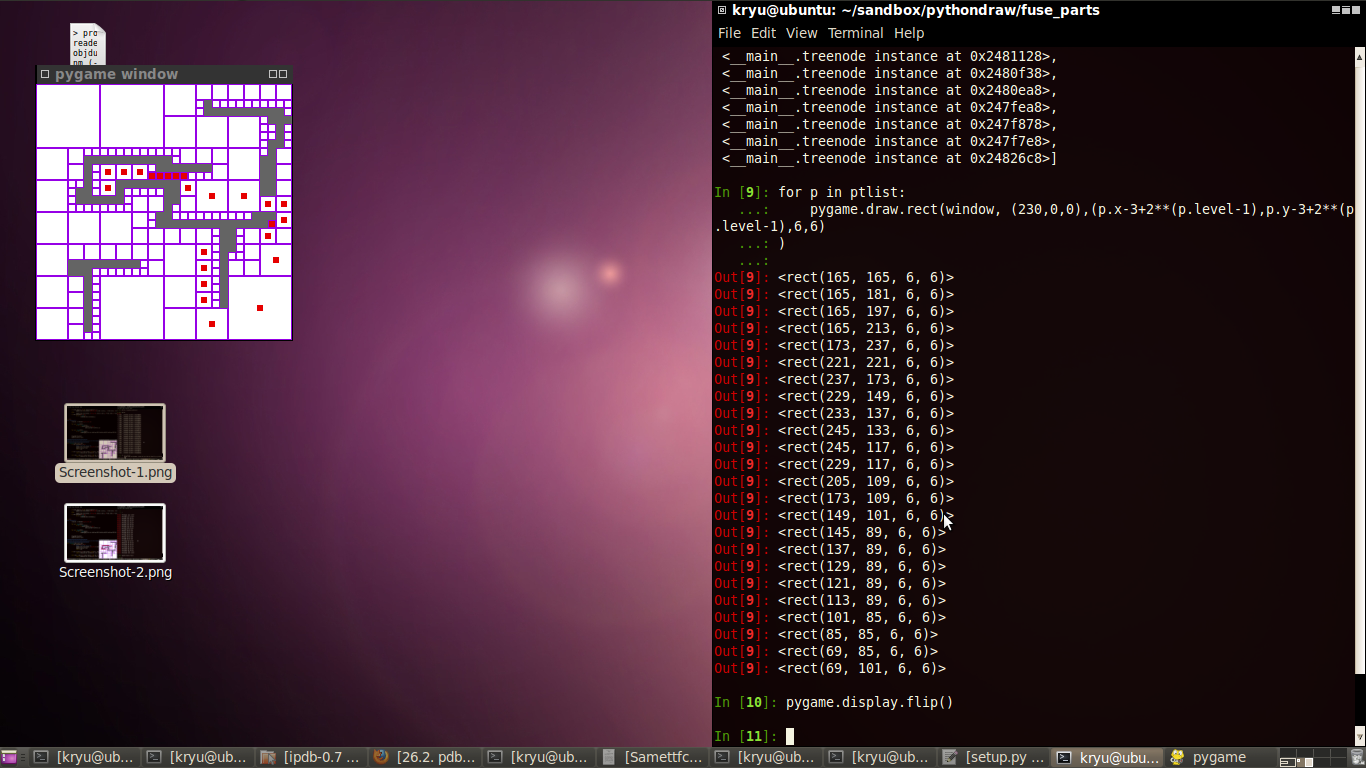 kryu@ubuntu: ~/sandbox/pythondraw/fuse_parts
File Edit View Terminal Help
> pro
reade
objdu
nm (-
pygame window
Screenshot-1.png
Screenshot-2.png
<__main__.treenode instance at 0x2481128>,
<__main__.treenode instance at 0x2480f38>,
<__main__.treenode instance at 0x2480ea8>,
<__main__.treenode instance at 0x247fea8>,
<__main__.treenode instance at 0x247f878>,
<__main__.treenode instance at 0x247f7e8>,
<__main__.treenode instance at 0x24826c8>]
In [9]: for p in ptlist:
...:     pygame.draw.rect(window, (230,0,0),(p.x-3+2**(p.level-1),p.y-3+2**(p
.level-1),6,6)
...: )
...:
Out[9]: <rect(165, 165, 6, 6)>
Out[9]: <rect(165, 181, 6, 6)>
Out[9]: <rect(165, 197, 6, 6)>
Out[9]: <rect(165, 213, 6, 6)>
Out[9]: <rect(173, 237, 6, 6)>
Out[9]: <rect(221, 221, 6, 6)>
Out[9]: <rect(237, 173, 6, 6)>
Out[9]: <rect(229, 149, 6, 6)>
Out[9]: <rect(233, 137, 6, 6)>
Out[9]: <rect(245, 133, 6, 6)>
Out[9]: <rect(245, 117, 6, 6)>
Out[9]: <rect(229, 117, 6, 6)>
Out[9]: <rect(205, 109, 6, 6)>
Out[9]: <rect(173, 109, 6, 6)>
Out[9]: <rect(149, 101, 6, 6)>
Out[9]: <rect(145, 89, 6, 6)>
Out[9]: <rect(137, 89, 6, 6)>
Out[9]: <rect(129, 89, 6, 6)>
Out[9]: <rect(121, 89, 6, 6)>
Out[9]: <rect(113, 89, 6, 6)>
Out[9]: <rect(101, 85, 6, 6)>
Out[9]: <rect(85, 85, 6, 6)>
Out[9]: <rect(69, 85, 6, 6)>
Out[9]: <rect(69, 101, 6, 6)>
In [10]: pygame.display.flip()
In [11]:
[kryu@ub... [kryu@ub... [ipdb-0.7 ... [26.2. pdb... [kryu@ub... [Samettfc... [kryu@ub... [kryu@ub... [setup.py ... kryu@ubu... pygame